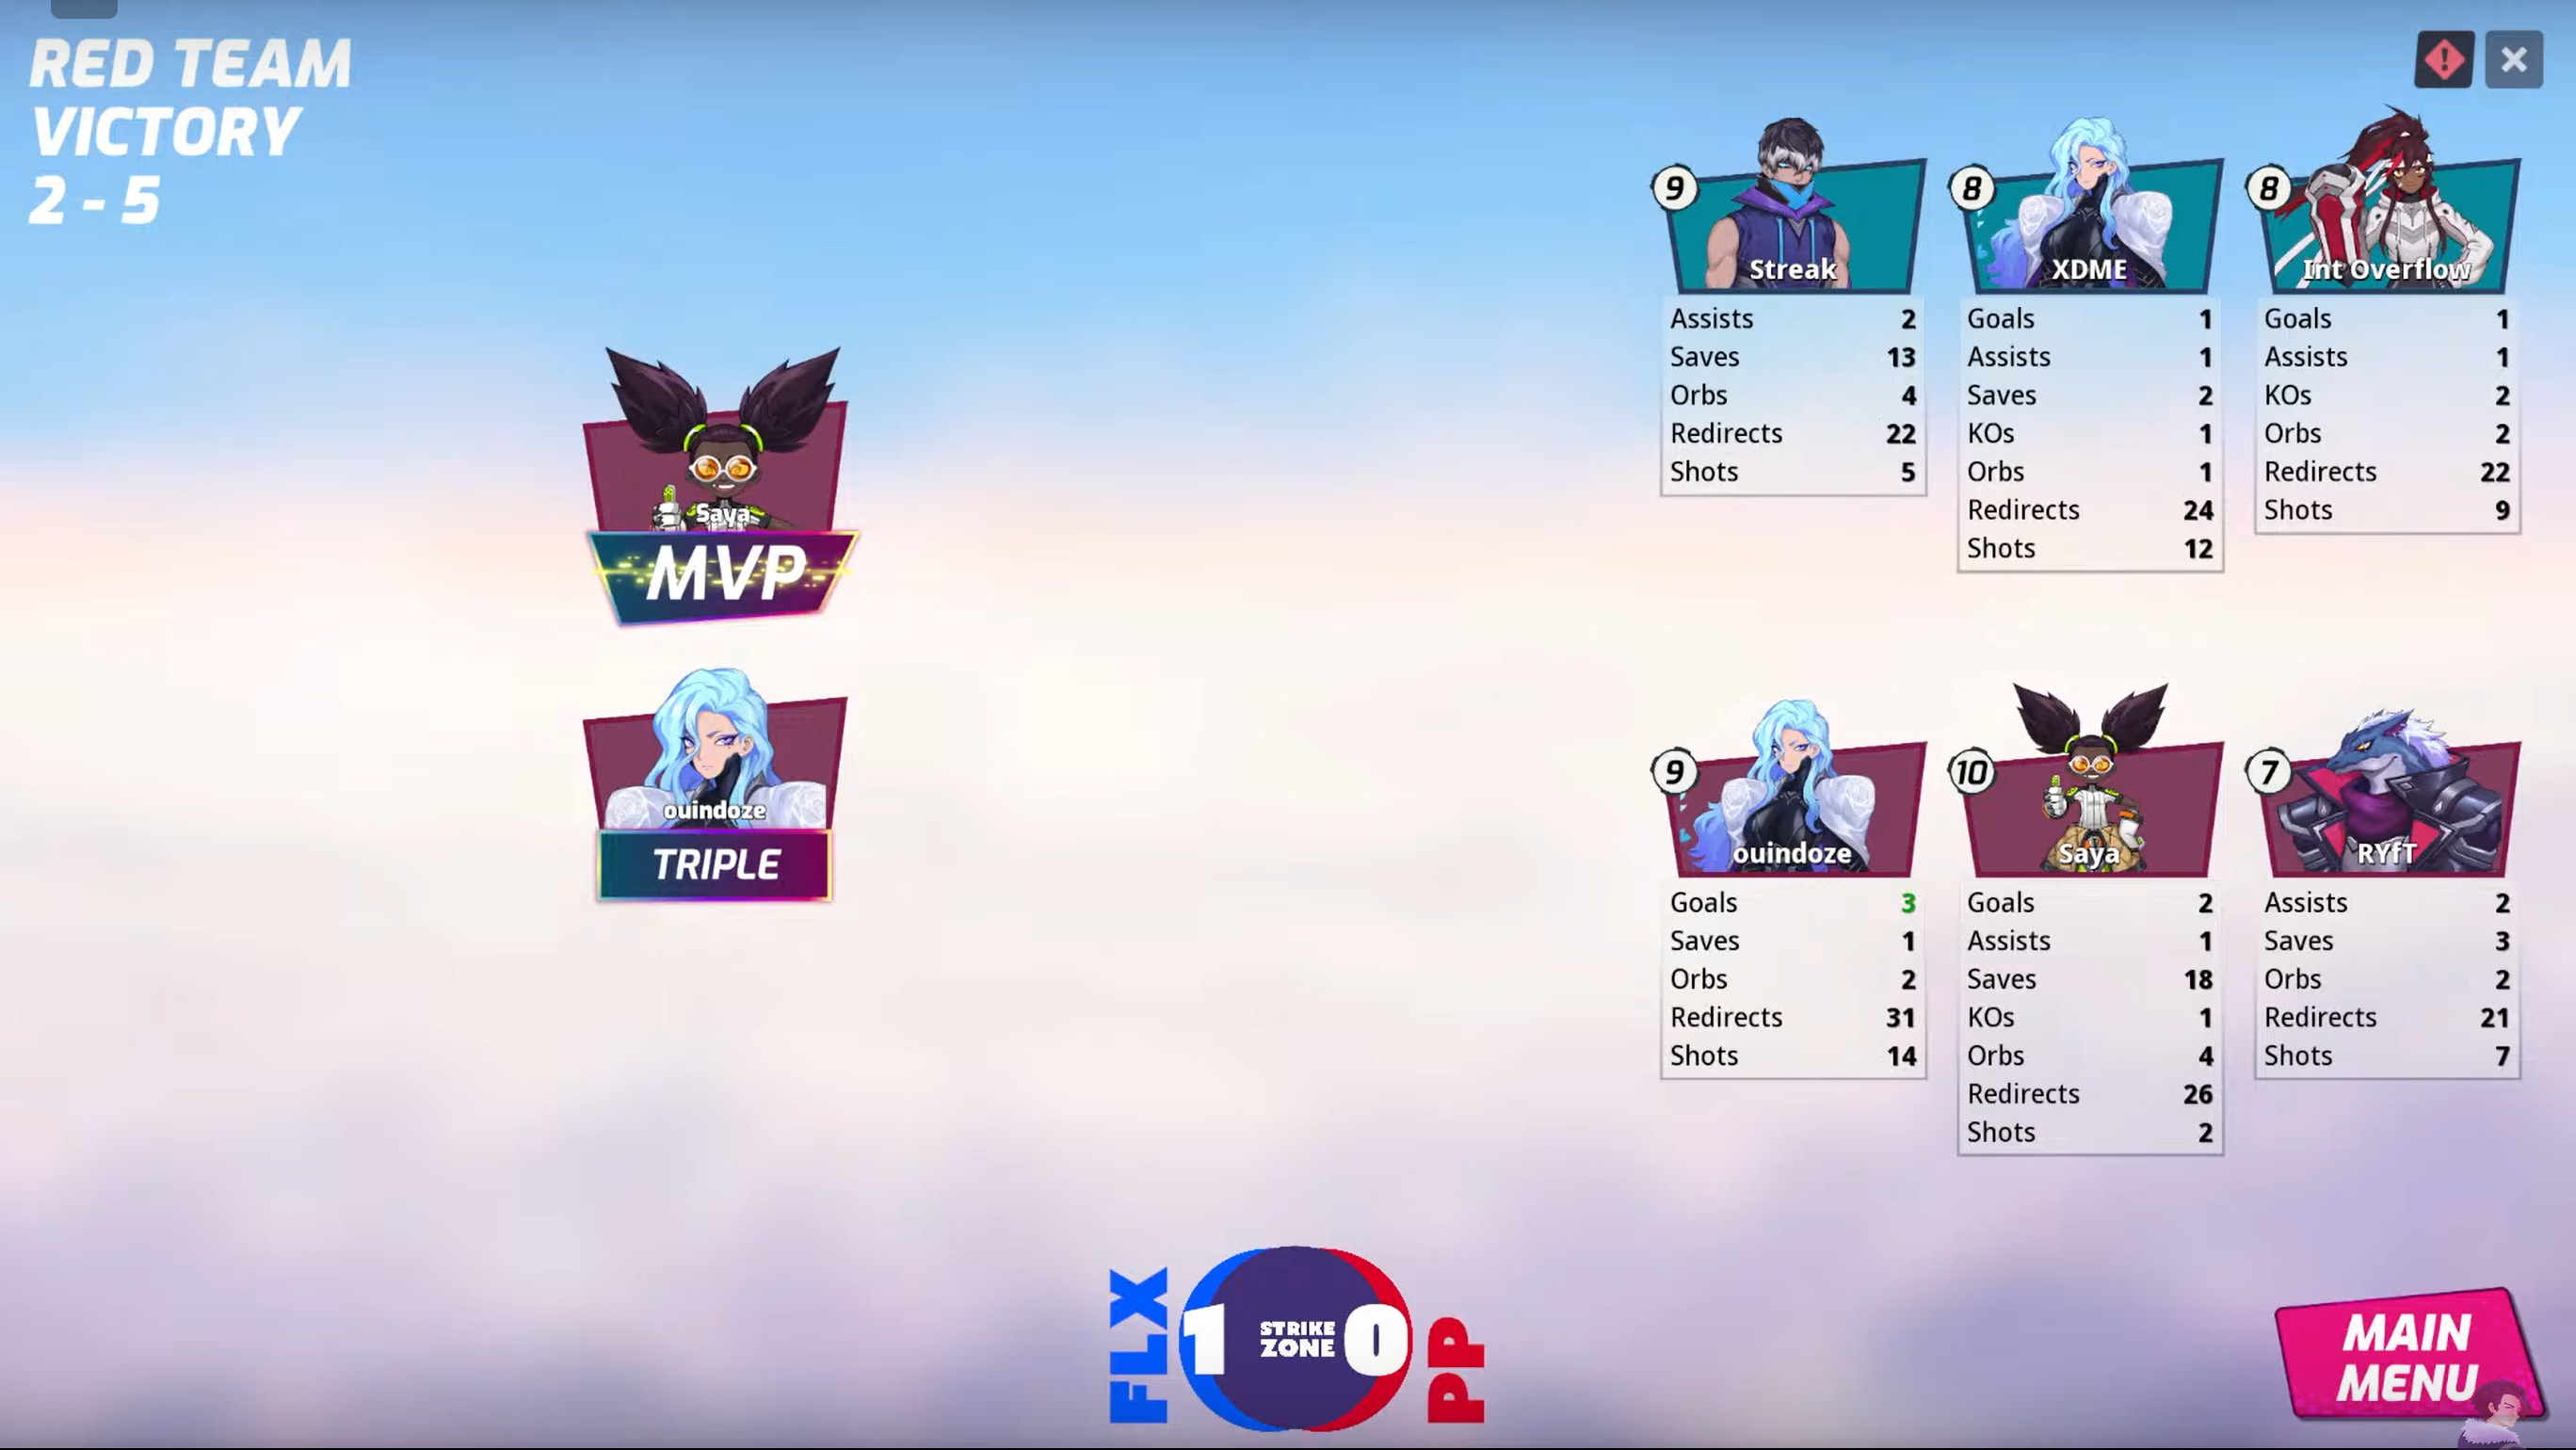 RED TEAM
VICTORY
2 - 5
Saya
MVP
ouindoze
TRIPLE
9
Streak
Assists 2
Saves 13
Orbs 4
Redirects 22
Shots 5
8
XDME
Goals 1
Assists 1
Saves 2
KOs 1
Orbs 1
Redirects 24
Shots 12
8
Int Overflow
Goals 1
Assists 1
KOs 2
Orbs 2
Redirects 22
Shots 9
9
ouindoze
Goals 3
Saves 1
Orbs 2
Redirects 31
Shots 14
10
Saya
Goals 2
Assists 1
Saves 18
KOs 1
Orbs 4
Redirects 26
Shots 2
7
RYfT
Assists 2
Saves 3
Orbs 2
Redirects 21
Shots 7
FLX
1
STRIKE
ZONE
0
PP
MAIN
MENU